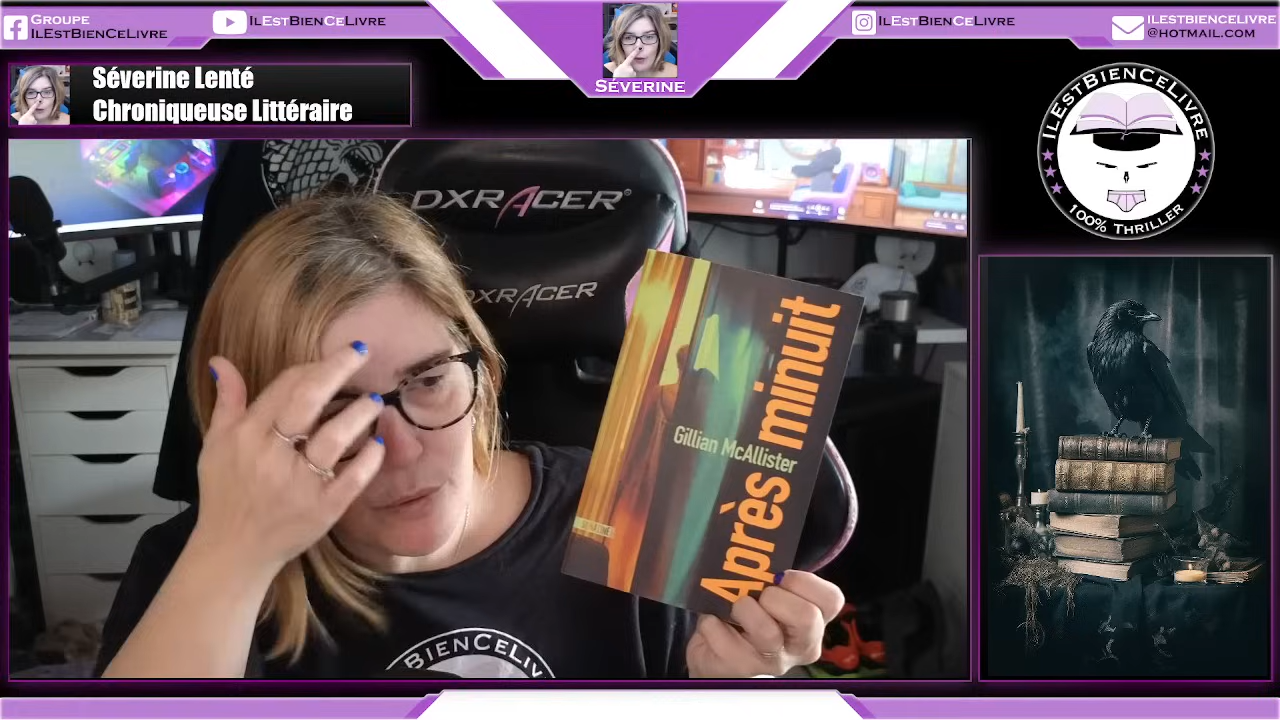 Groupe
IlEstBienCeLivre
IlEstBienCeLivre
Séverine
IlEstBienCeLivre
ILESTBIENCELIVRE
@HOTMAIL.COM
Séverine Lenté
Chroniqueuse Littéraire
IlEstBienCeLivre
100% Thriller
DXRACER®
DXRACER
Après minuit
Gillian McAllister
BienCeLiv